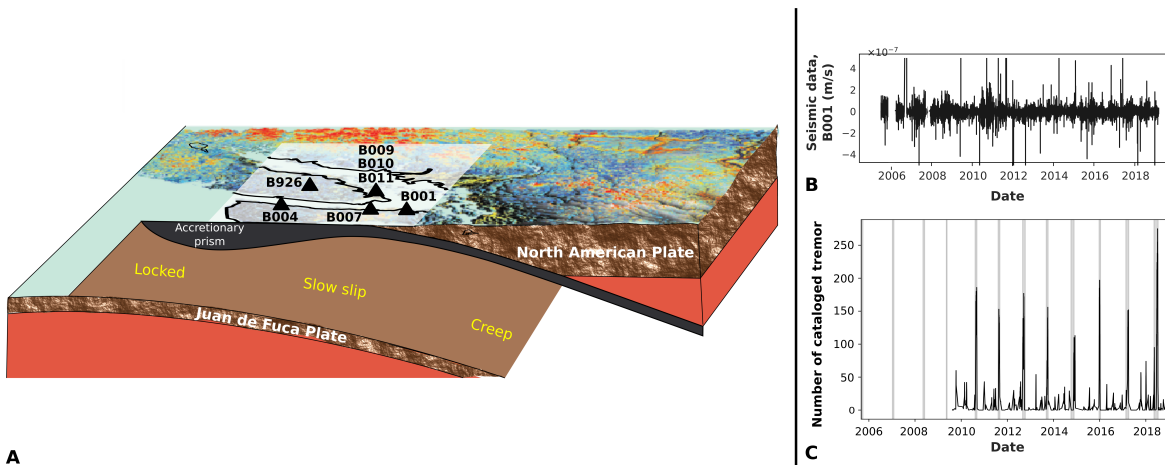 B009
B010
B011
B926
B001
B004
B007
Accretionary
prism
North American Plate
Locked
Slow slip
Creep
Juan de Fuca Plate
A
×10⁻⁷
Seismic data,
B001 (m/s)
4
2
0
−2
−4
2006 2008 2010 2012 2014 2016 2018
Date
B
Number of cataloged tremor
250
200
150
100
50
0
2006 2008 2010 2012 2014 2016 2018
Date
C